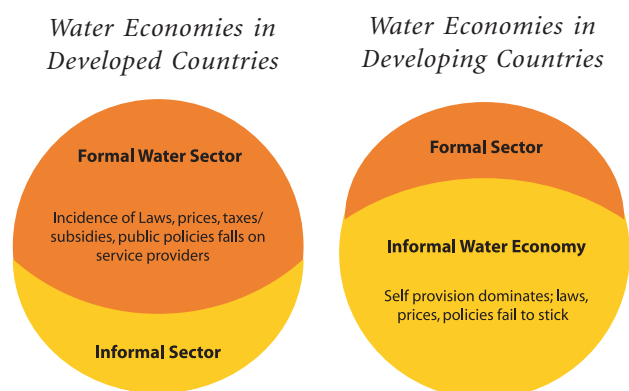 Water Economies in
Developed Countries
Formal Water Sector
Incidence of Laws, prices, taxes/
subsidies, public policies falls on
service providers
Informal Sector
Water Economies in
Developing Countries
Formal Sector
Informal Water Economy
Self provision dominates; laws,
prices, policies fail to stick